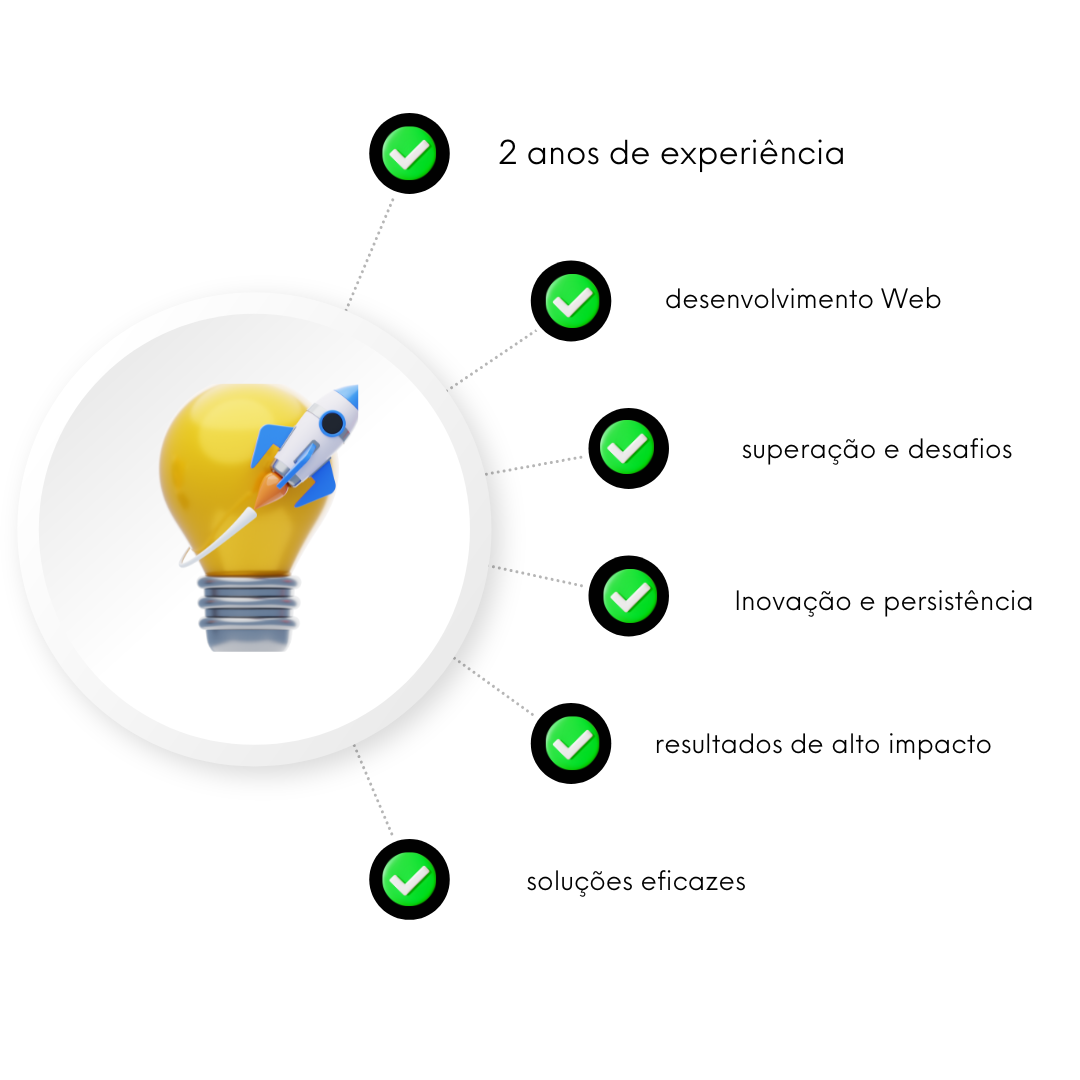 2 anos de experiência
desenvolvimento Web
superação e desafios
Inovação e persistência
resultados de alto impacto
soluções eficazes